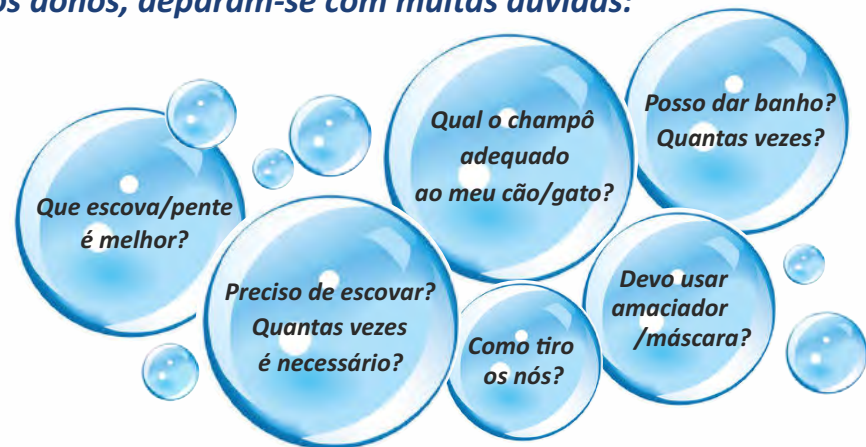 os donos, deparam-se com muitas dúvidas:
Que escova/pente
é melhor?
Preciso de escovar?
Quantas vezes
é necessário?
Qual o champô
adequado
ao meu cão/gato?
Como tiro
os nós?
Posso dar banho?
Quantas vezes?
Devo usar
amaciador
/máscara?